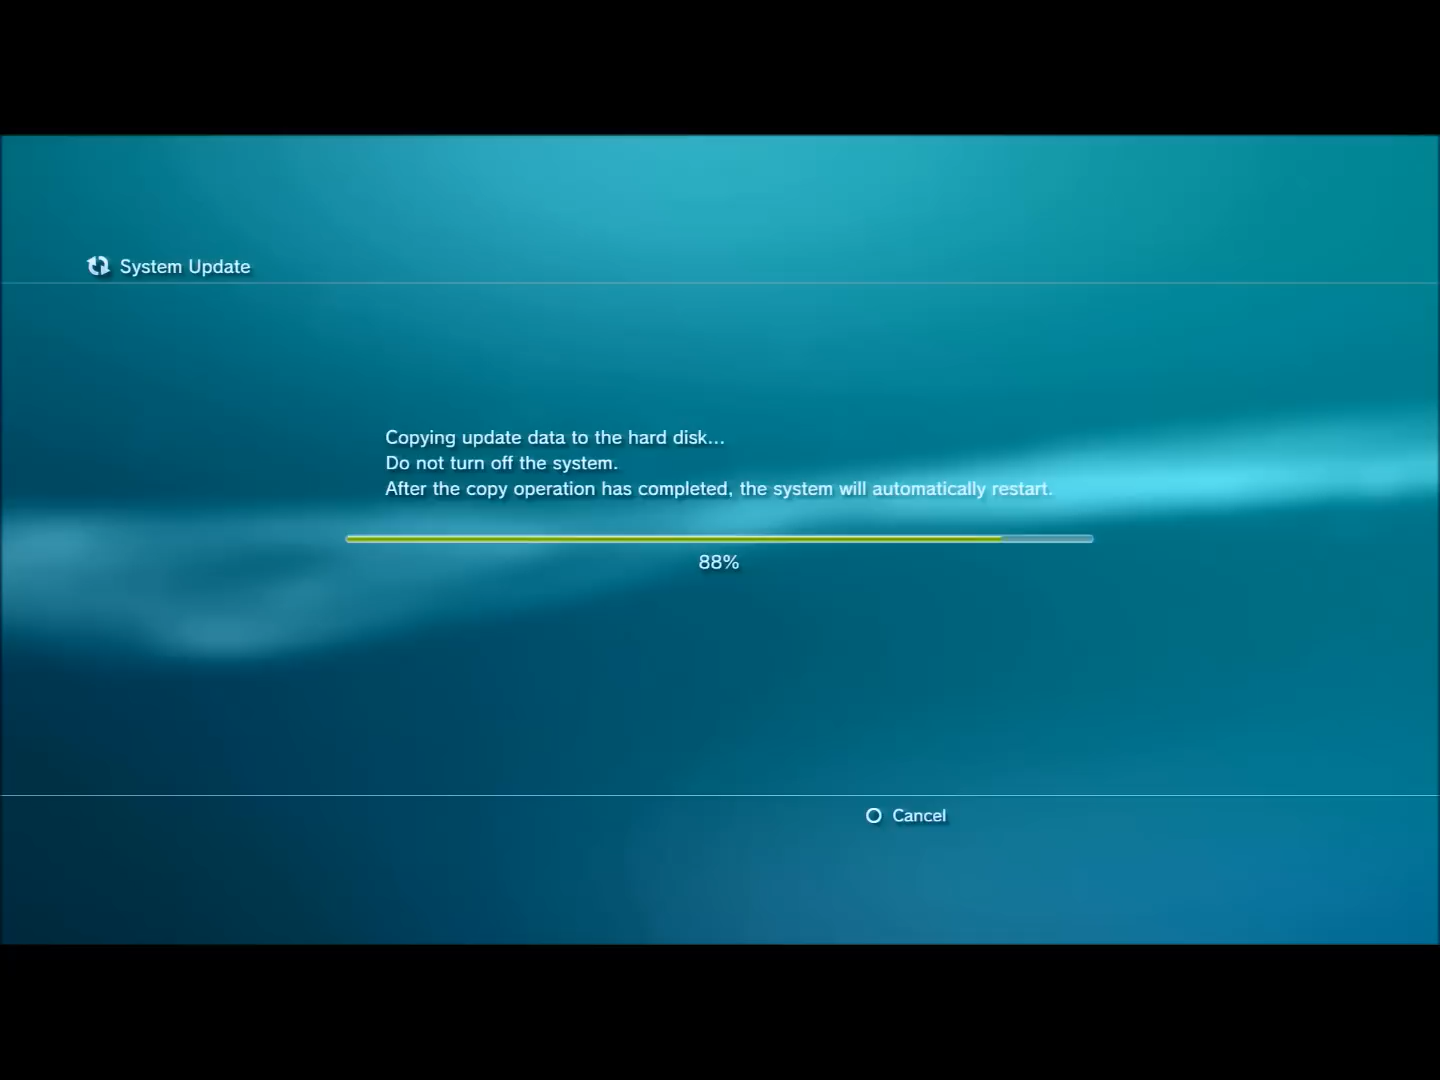 System Update
Copying update data to the hard disk...
Do not turn off the system.
After the copy operation has completed, the system will automatically restart.
88%
Cancel